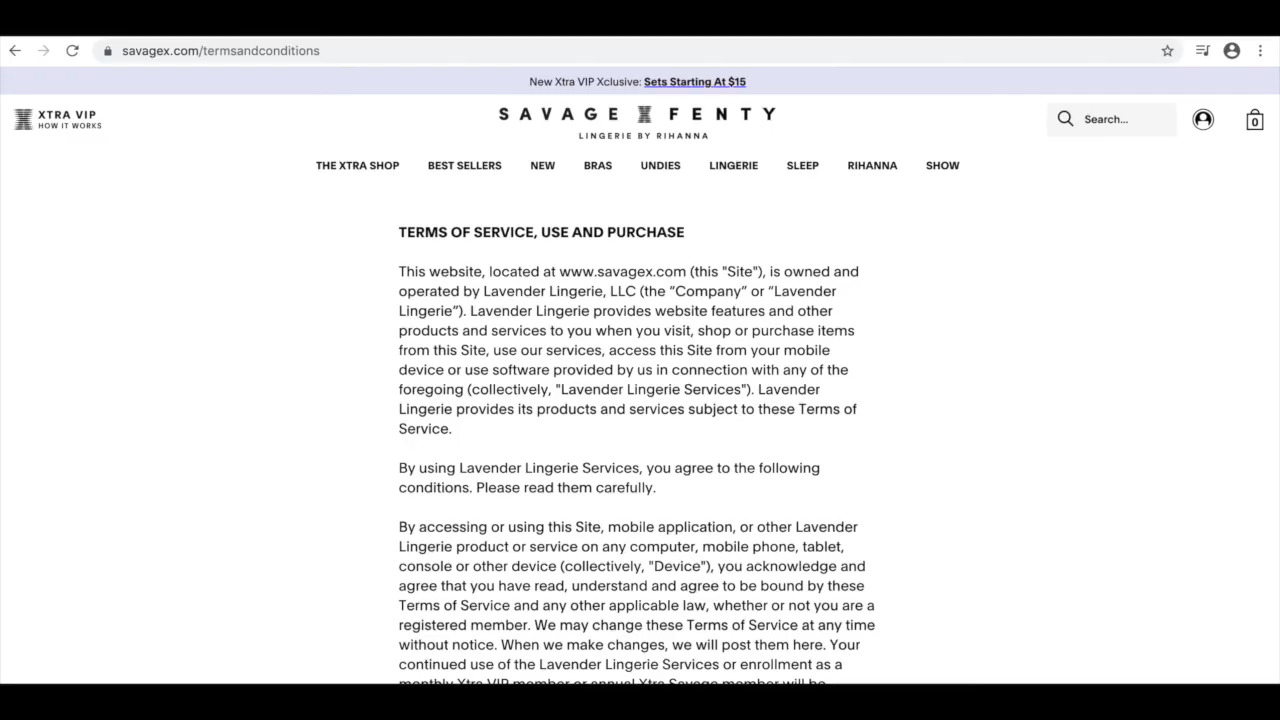 savagex.com/termsandconditions
New Xtra VIP Xclusive: Sets Starting At $15
XTRA VIP
HOW IT WORKS
SAVAGE X FENTY
LINGERIE BY RIHANNA
Search...
0
THE XTRA SHOP BEST SELLERS NEW BRAS UNDIES LINGERIE SLEEP RIHANNA SHOW
TERMS OF SERVICE, USE AND PURCHASE
This website, located at www.savagex.com (this "Site"), is owned and
operated by Lavender Lingerie, LLC (the “Company” or “Lavender
Lingerie”). Lavender Lingerie provides website features and other
products and services to you when you visit, shop or purchase items
from this Site, use our services, access this Site from your mobile
device or use software provided by us in connection with any of the
foregoing (collectively, "Lavender Lingerie Services"). Lavender
Lingerie provides its products and services subject to these Terms of
Service.
By using Lavender Lingerie Services, you agree to the following
conditions. Please read them carefully.
By accessing or using this Site, mobile application, or other Lavender
Lingerie product or service on any computer, mobile phone, tablet,
console or other device (collectively, "Device"), you acknowledge and
agree that you have read, understand and agree to be bound by these
Terms of Service and any other applicable law, whether or not you are a
registered member. We may change these Terms of Service at any time
without notice. When we make changes, we will post them here. Your
continued use of the Lavender Lingerie Services or enrollment as a
monthly Xtra VIP member or annual Xtra Savage member will be